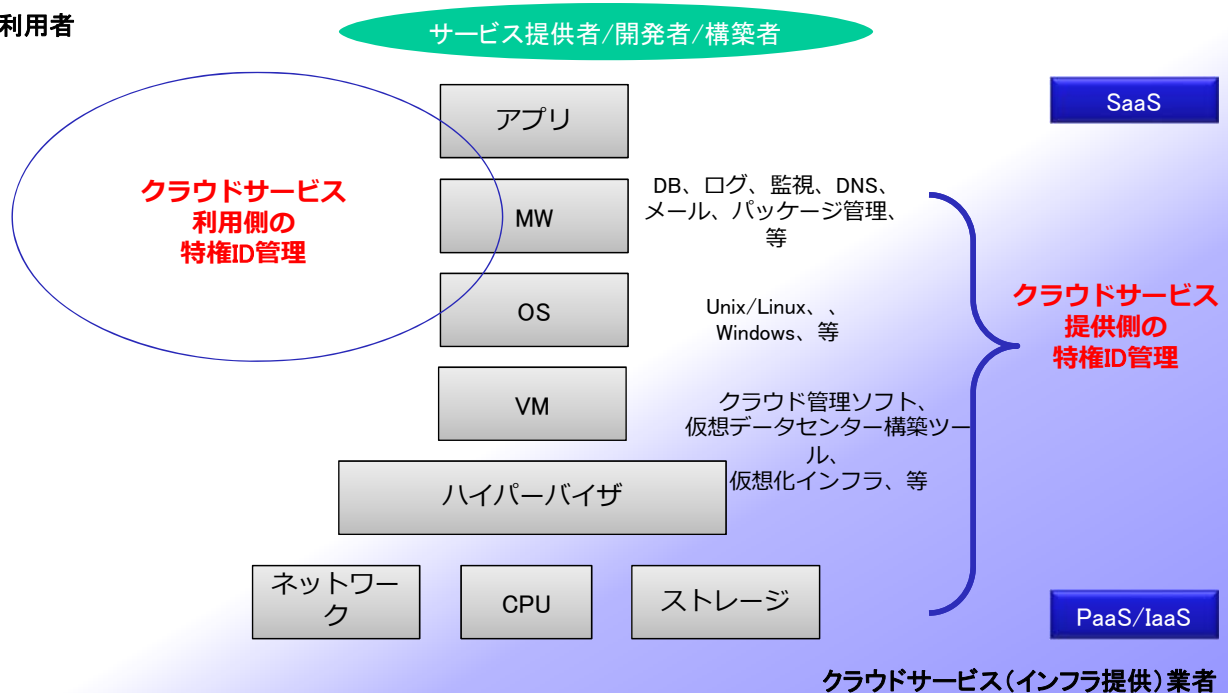 利用者
サービス提供者/開発者/構築者
アプリ
SaaS
クラウドサービス
利用側の
特権ID管理
MW
DB、ログ、監視、DNS、
メール、パッケージ管理、
等
OS
Unix/Linux、、
Windows、等
クラウドサービス
提供側の
特権ID管理
VM
クラウド管理ソフト、
仮想データセンター構築ツー
ル、
仮想化インフラ、等
ハイパーバイザ
ネットワー
ク
CPU
ストレージ
PaaS/IaaS
クラウドサービス(インフラ提供)業者